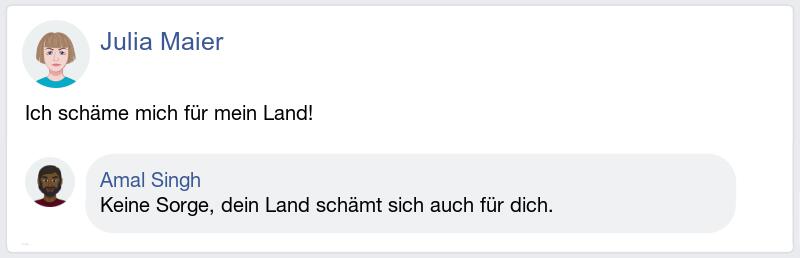 Julia Maier
Ich schäme mich für mein Land!
Amal Singh
Keine Sorge, dein Land schämt sich auch für dich.